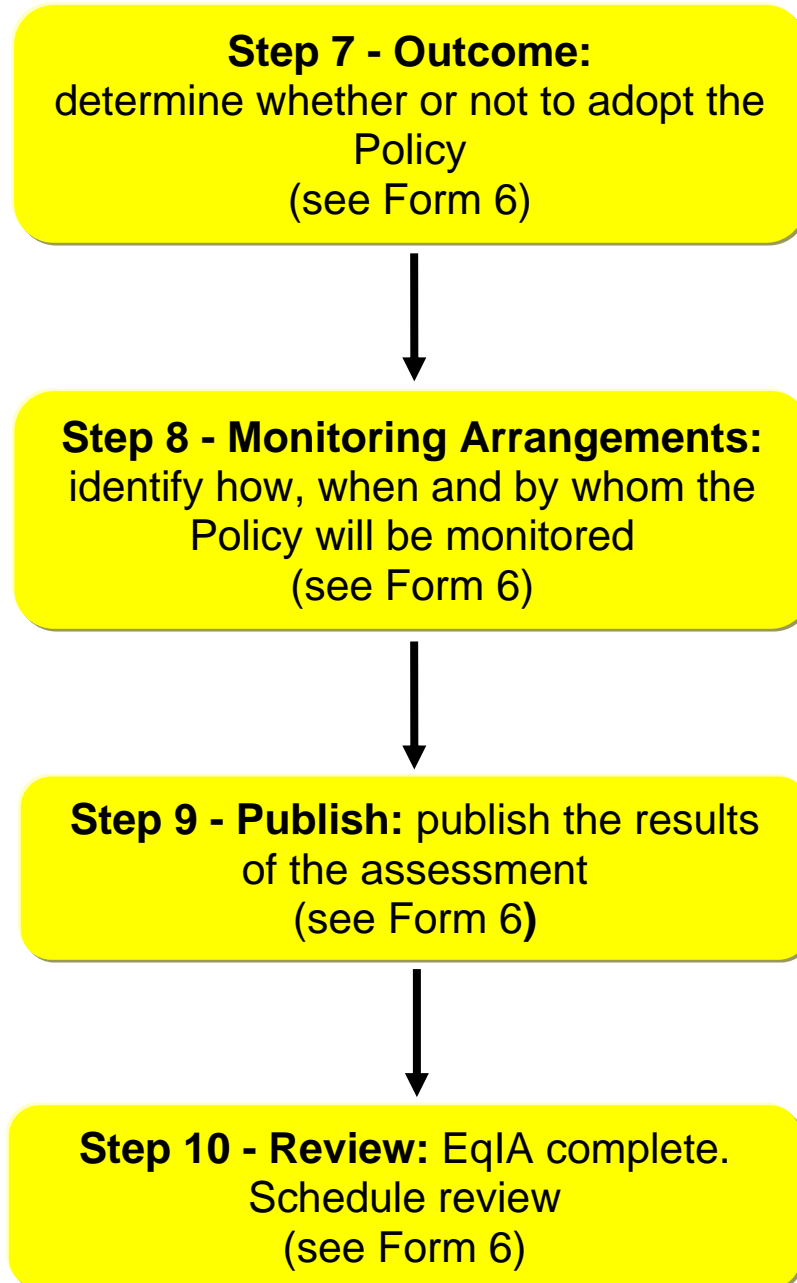 Step 7 - Outcome:
determine whether or not to adopt the
Policy
(see Form 6)
Step 8 - Monitoring Arrangements:
identify how, when and by whom the
Policy will be monitored
(see Form 6)
Step 9 - Publish: publish the results
of the assessment
(see Form 6)
Step 10 - Review: EqIA complete.
Schedule review
(see Form 6)